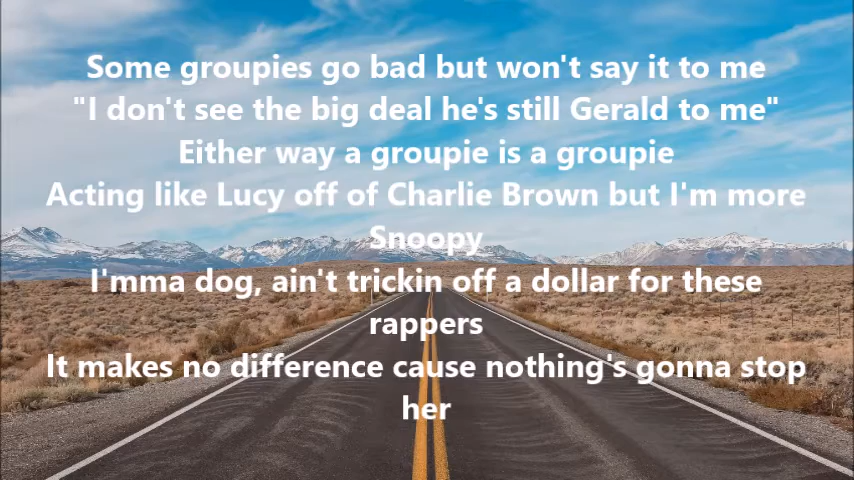 Some groupies go bad but won't say it to me
"I don't see the big deal he's still Gerald to me"
Either way a groupie is a groupie
Acting like Lucy off of Charlie Brown but I'm more
Snoopy
I'mma dog, ain't trickin off a dollar for these
rappers
It makes no difference cause nothing's gonna stop
her